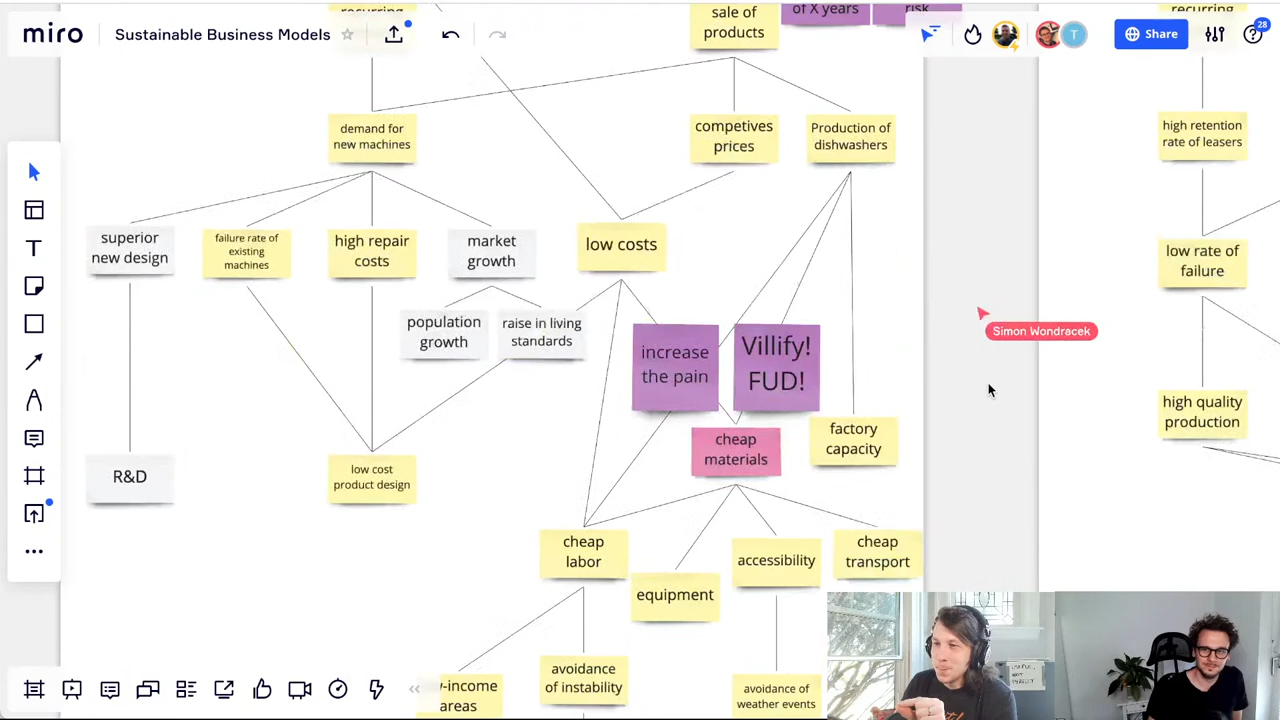 miro
Sustainable Business Models
Share
28
recurring
sale of
products
of X years
risk
recurring
demand for
new machines
competives
prices
Production of
dishwashers
high retention
rate of leasers
superior
new design
failure rate of
existing
machines
high repair
costs
market
growth
low costs
low rate of
failure
population
growth
raise in living
standards
increase
the pain
Villify!
FUD!
Simon Wondracek
cheap
materials
factory
capacity
high quality
production
R&D
low cost
product design
cheap
labor
equipment
accessibility
cheap
transport
-income
areas
avoidance
of instability
avoidance of
weather events
T